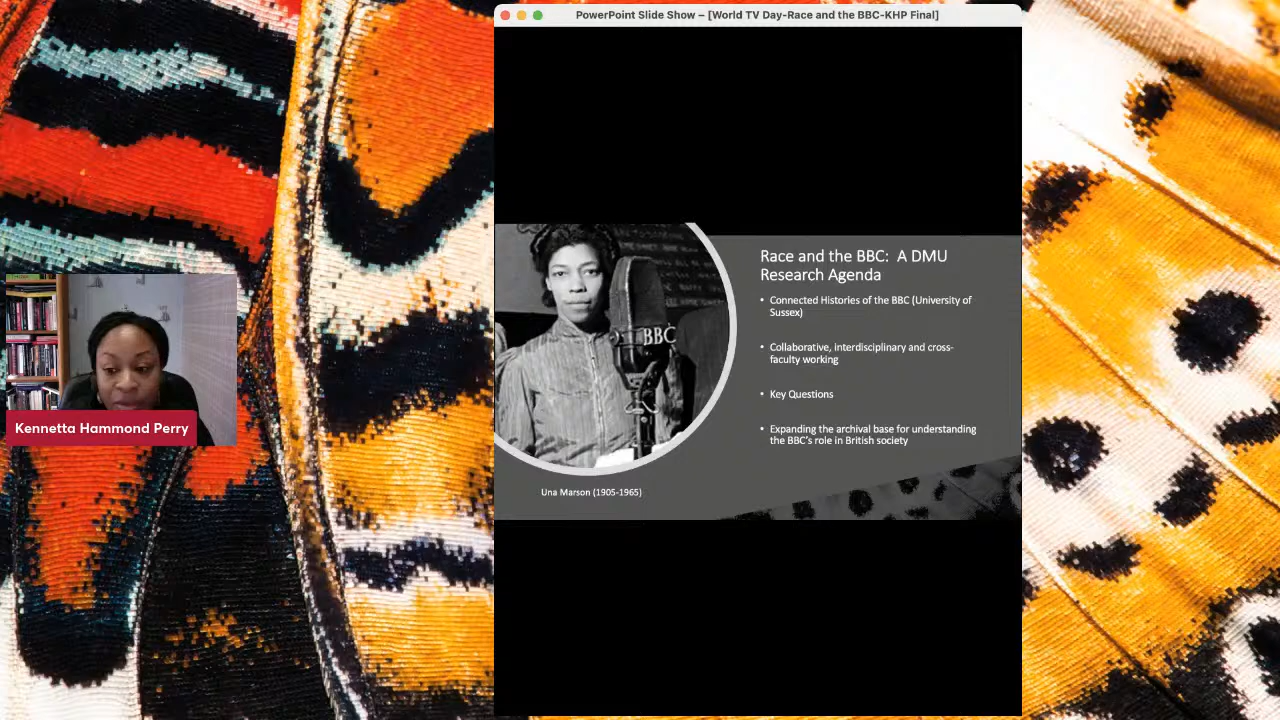 PowerPoint Slide Show – [World TV Day-Race and the BBC-KHP Final]
BBC
Race and the BBC:  A DMU
Research Agenda
• Connected Histories of the BBC (University of
Sussex)
• Collaborative, interdisciplinary and cross-
faculty working
• Key Questions
• Expanding the archival base for understanding
the BBC's role in British society
Una Marson (1905-1965)
Kennetta Hammond Perry